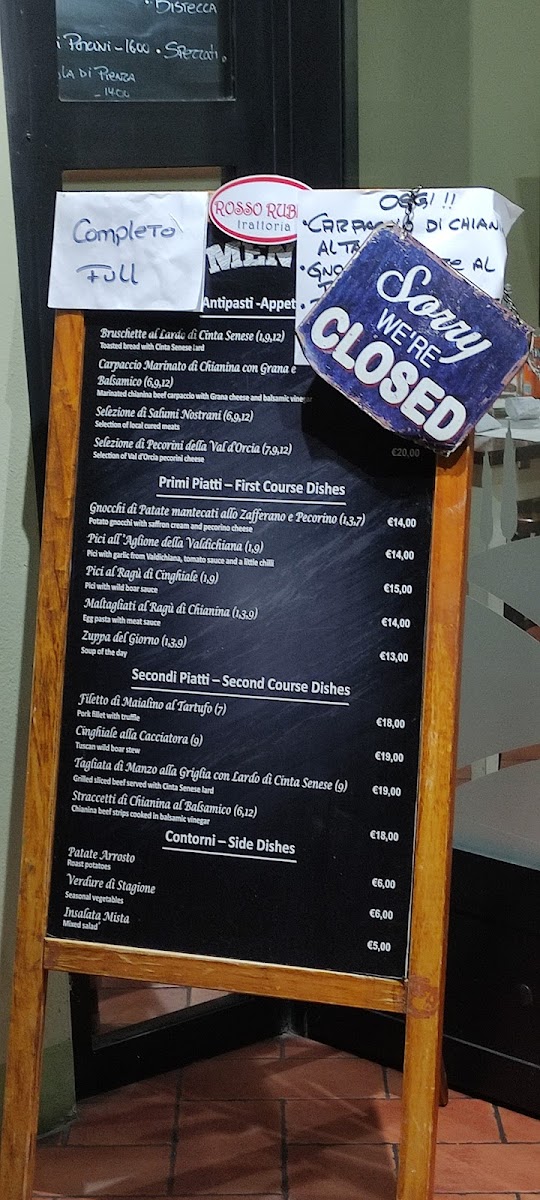 BISTECCA
PORCINI - 1600 • SPEZZATI
DI PIENZA
- 1400
Completo
Full
ROSSO RUB
trattoria
MEN
OGGI !!
• CARPACCIO DI CHIAN
SORRY
WE'RE
CLOSED
Antipasti -Appet
Bruschette al Lardo di Cinta Senese (1,9,12)
Toasted bread with Cinta Senese lard
Carpaccio Marinato di Chianina con Grana e
Balsamico (6,9,12)
Marinated chianina beef carpaccio with Grana cheese and balsamic vinegar
Selezione di Salumi Nostrani (6,9,12)
Selection of local cured meats
Selezione di Pecorini della Val d'Orcia (7,9,12)
Selection of Val d'Orcia pecorini cheese
€20,00
Primi Piatti – First Course Dishes
Gnocchi di Patate mantecati allo Zafferano e Pecorino (1,3,7) €14,00
Potato gnocchi with saffron cream and pecorino cheese
Pici all'Aglione della Valdichiana (1,9) €14,00
Pici with garlic from Valdichiana, tomato sauce and a little chilli
Pici al Ragù di Cinghiale (1,9) €15,00
Pici with wild boar sauce
Maltagliati al Ragù di Chianina (1,3,9) €14,00
Egg pasta with meat sauce
Zuppa del Giorno (1,3,9) €13,00
Soup of the day
Secondi Piatti – Second Course Dishes
Filetto di Maialino al Tartufo (7) €18,00
Pork fillet with truffle
Cinghiale alla Cacciatora (9) €19,00
Tuscan wild boar stew
Tagliata di Manzo alla Griglia con Lardo di Cinta Senese (9) €19,00
Grilled sliced beef served with Cinta Senese lard
Straccetti di Chianina al Balsamico (6,12) €18,00
Chianina beef strips cooked in balsamic vinegar
Contorni – Side Dishes
Patate Arrosto €6,00
Roast potatoes
Verdure di Stagione €6,00
Seasonal vegetables
Insalata Mista €5,00
Mixed salad